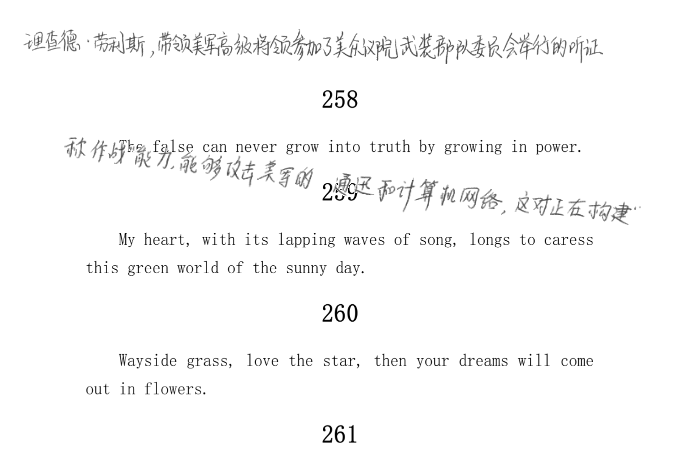 理查德·劳利斯,带领美军高级将领参加了美众议院武装部队委员会举行的听证
258
The false can never grow into truth by growing in power.
称作战能力,能够攻击美军的通迅和计算机网络,这对正在构建
259
My heart, with its lapping waves of song, longs to caress
this green world of the sunny day.
260
Wayside grass, love the star, then your dreams will come
out in flowers.
261